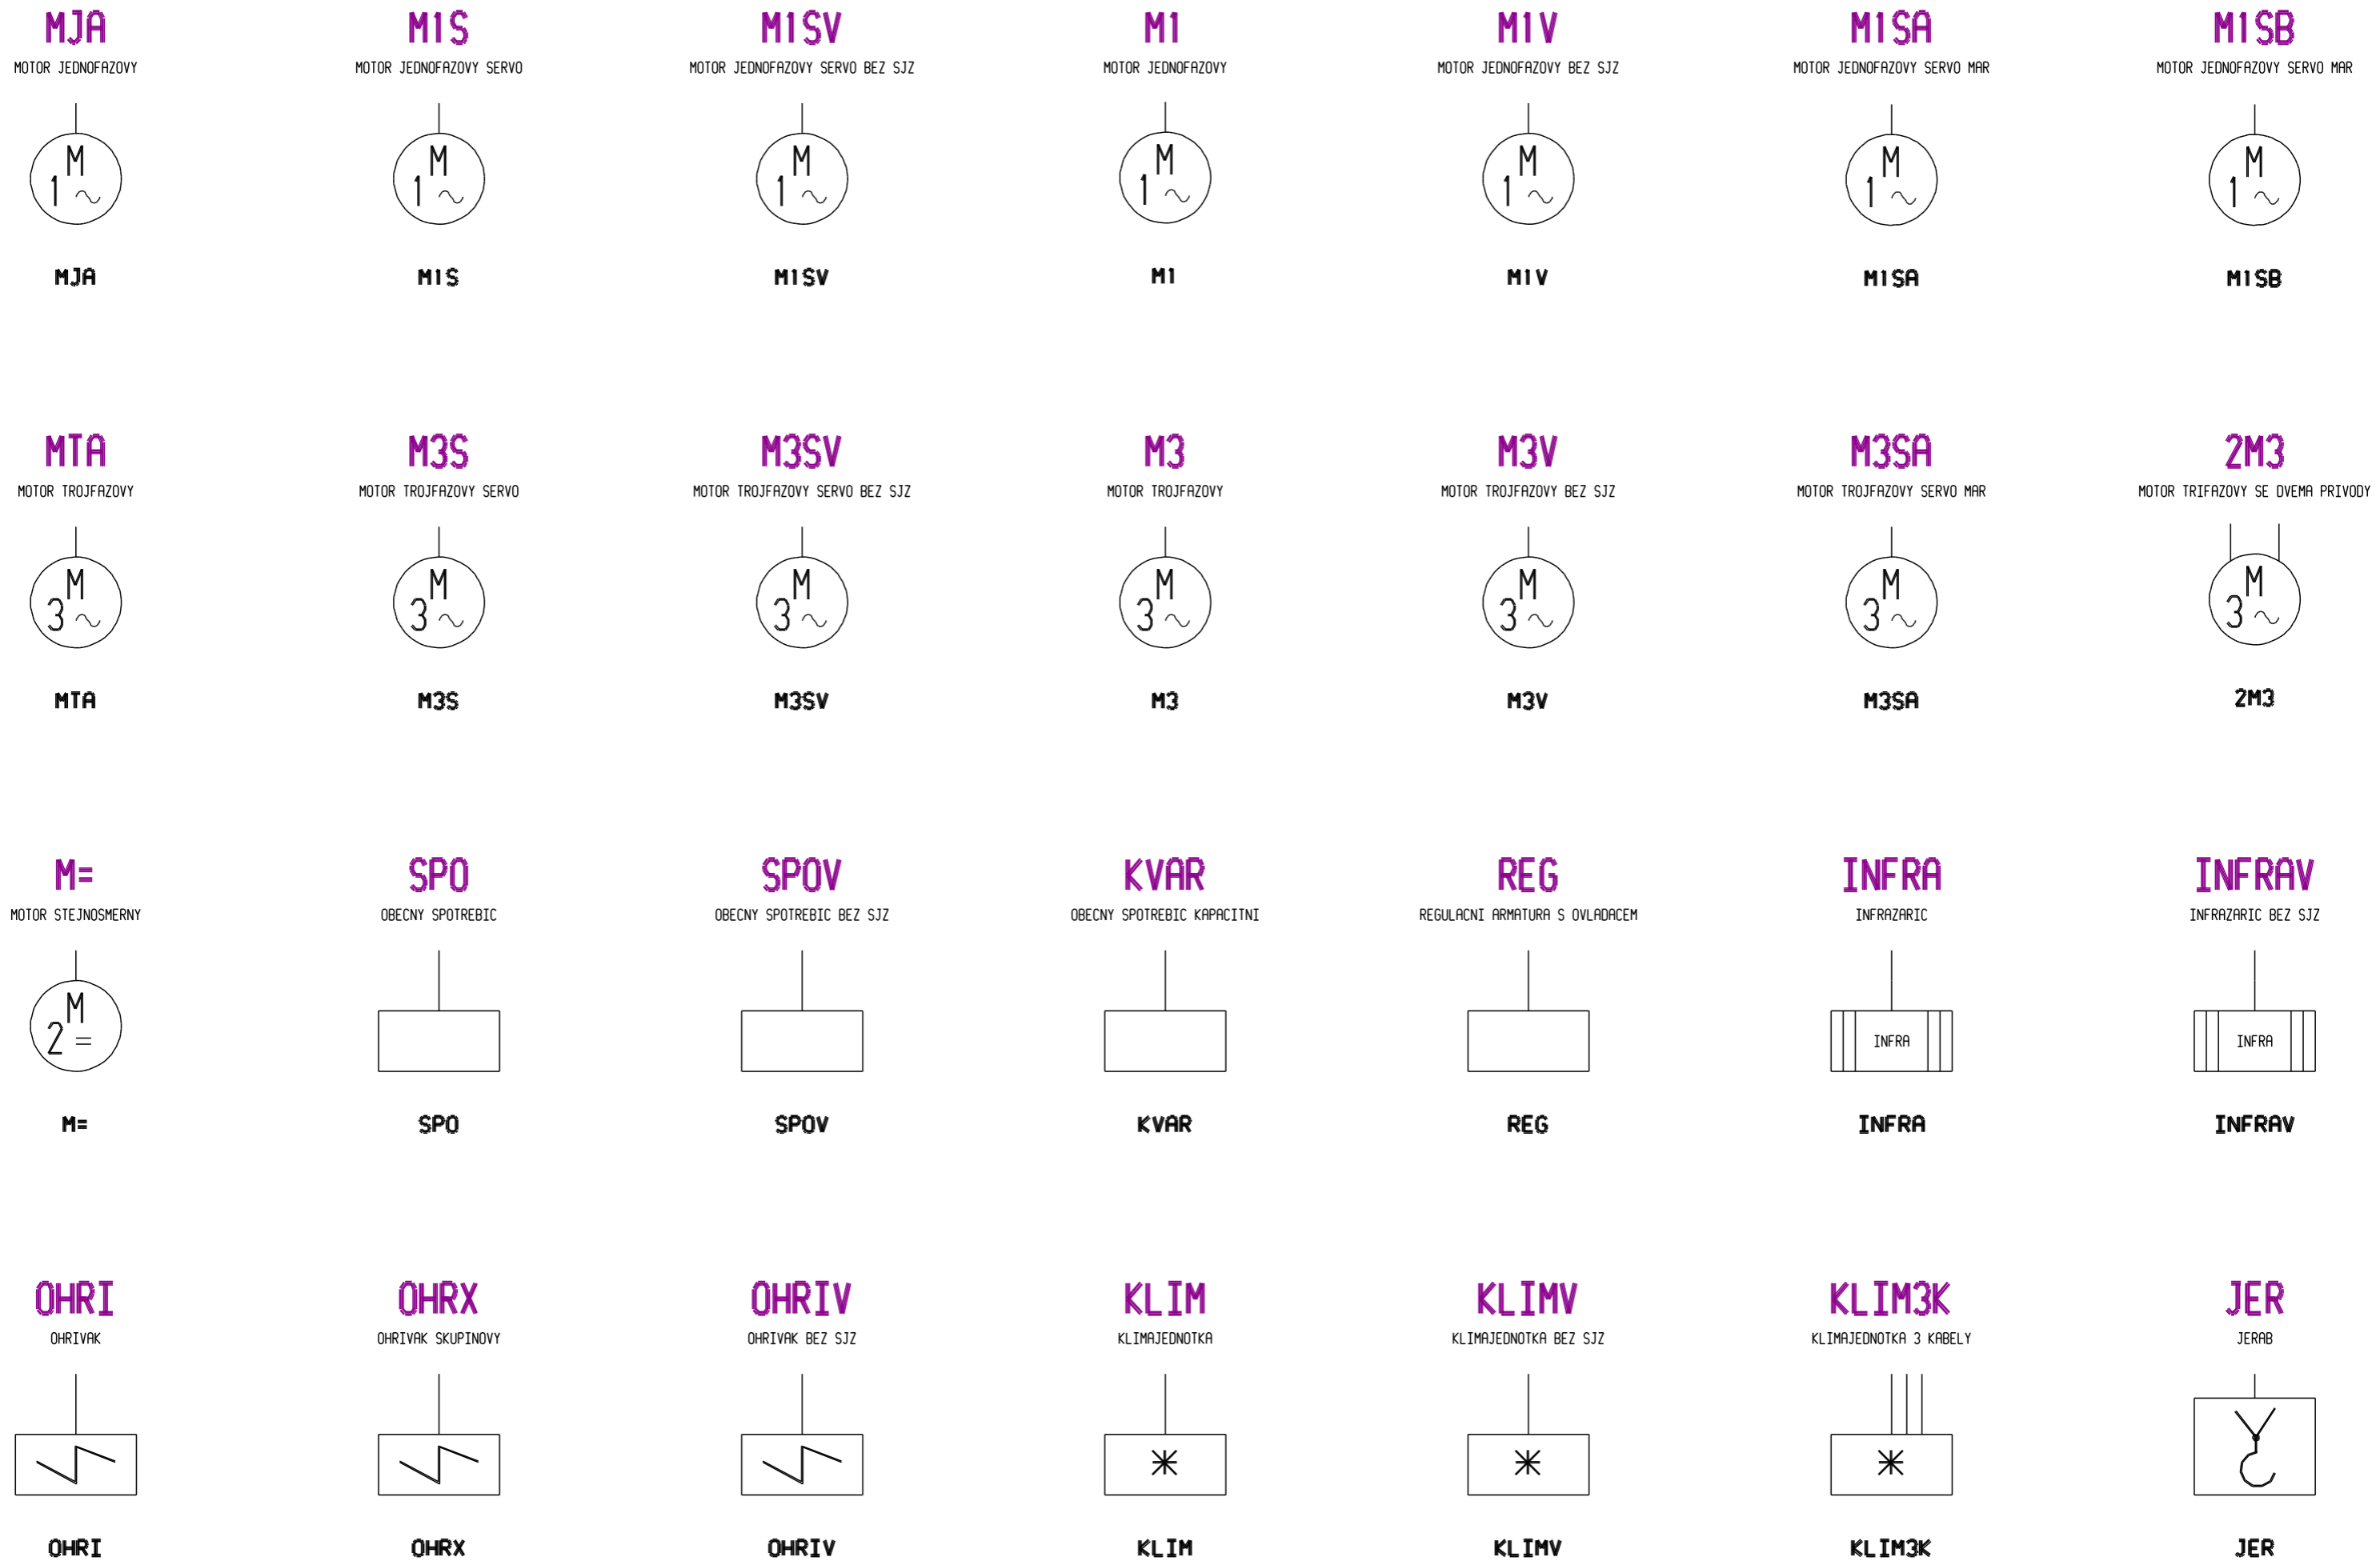 MJA M1S M1SV M1 M1V M1SA M1SB
MOTOR JEDNOFAZOVY MOTOR JEDNOFAZOVY SERVO MOTOR JEDNOFAZOVY SERVO BEZ SJZ MOTOR JEDNOFAZOVY MOTOR JEDNOFAZOVY BEZ SJZ MOTOR JEDNOFAZOVY SERVO MAR MOTOR JEDNOFAZOVY SERVO MAR
M M M M M M M
1 ~ 1 ~ 1 ~ 1 ~ 1 ~ 1 ~ 1 ~
MJA M1S M1SV M1 M1V M1SA M1SB
MTA M3S M3SV M3 M3V M3SA 2M3
MOTOR TROJFAZOVY MOTOR TROJFAZOVY SERVO MOTOR TROJFAZOVY SERVO BEZ SJZ MOTOR TROJFAZOVY MOTOR TROJFAZOVY BEZ SJZ MOTOR TROJFAZOVY SERVO MAR MOTOR TRIFAZOVY SE DVEMA PRIVODY
M M M M M M M
3 ~ 3 ~ 3 ~ 3 ~ 3 ~ 3 ~ 3 ~
MTA M3S M3SV M3 M3V M3SA 2M3
M= SPO SPOV KVAR REG INFRA INFRAV
MOTOR STEJNOSMERNY OBECNY SPOTREBIC OBECNY SPOTREBIC BEZ SJZ OBECNY SPOTREBIC KAPACITNI REGULACNI ARMATURA S OVLADACEM INFRAZARIC INFRAZARIC BEZ SJZ
M
2 = INFRA INFRA
M= SPO SPOV KVAR REG INFRA INFRAV
OHRI OHRX OHRIV KLIM KLIMV KLIM3K JER
OHRIVAK OHRIVAK SKUPINOVY OHRIVAK BEZ SJZ KLIMAJEDNOTKA KLIMAJEDNOTKA BEZ SJZ KLIMAJEDNOTKA 3 KABELY JERAB
OHRI OHRX OHRIV KLIM KLIMV KLIM3K JER